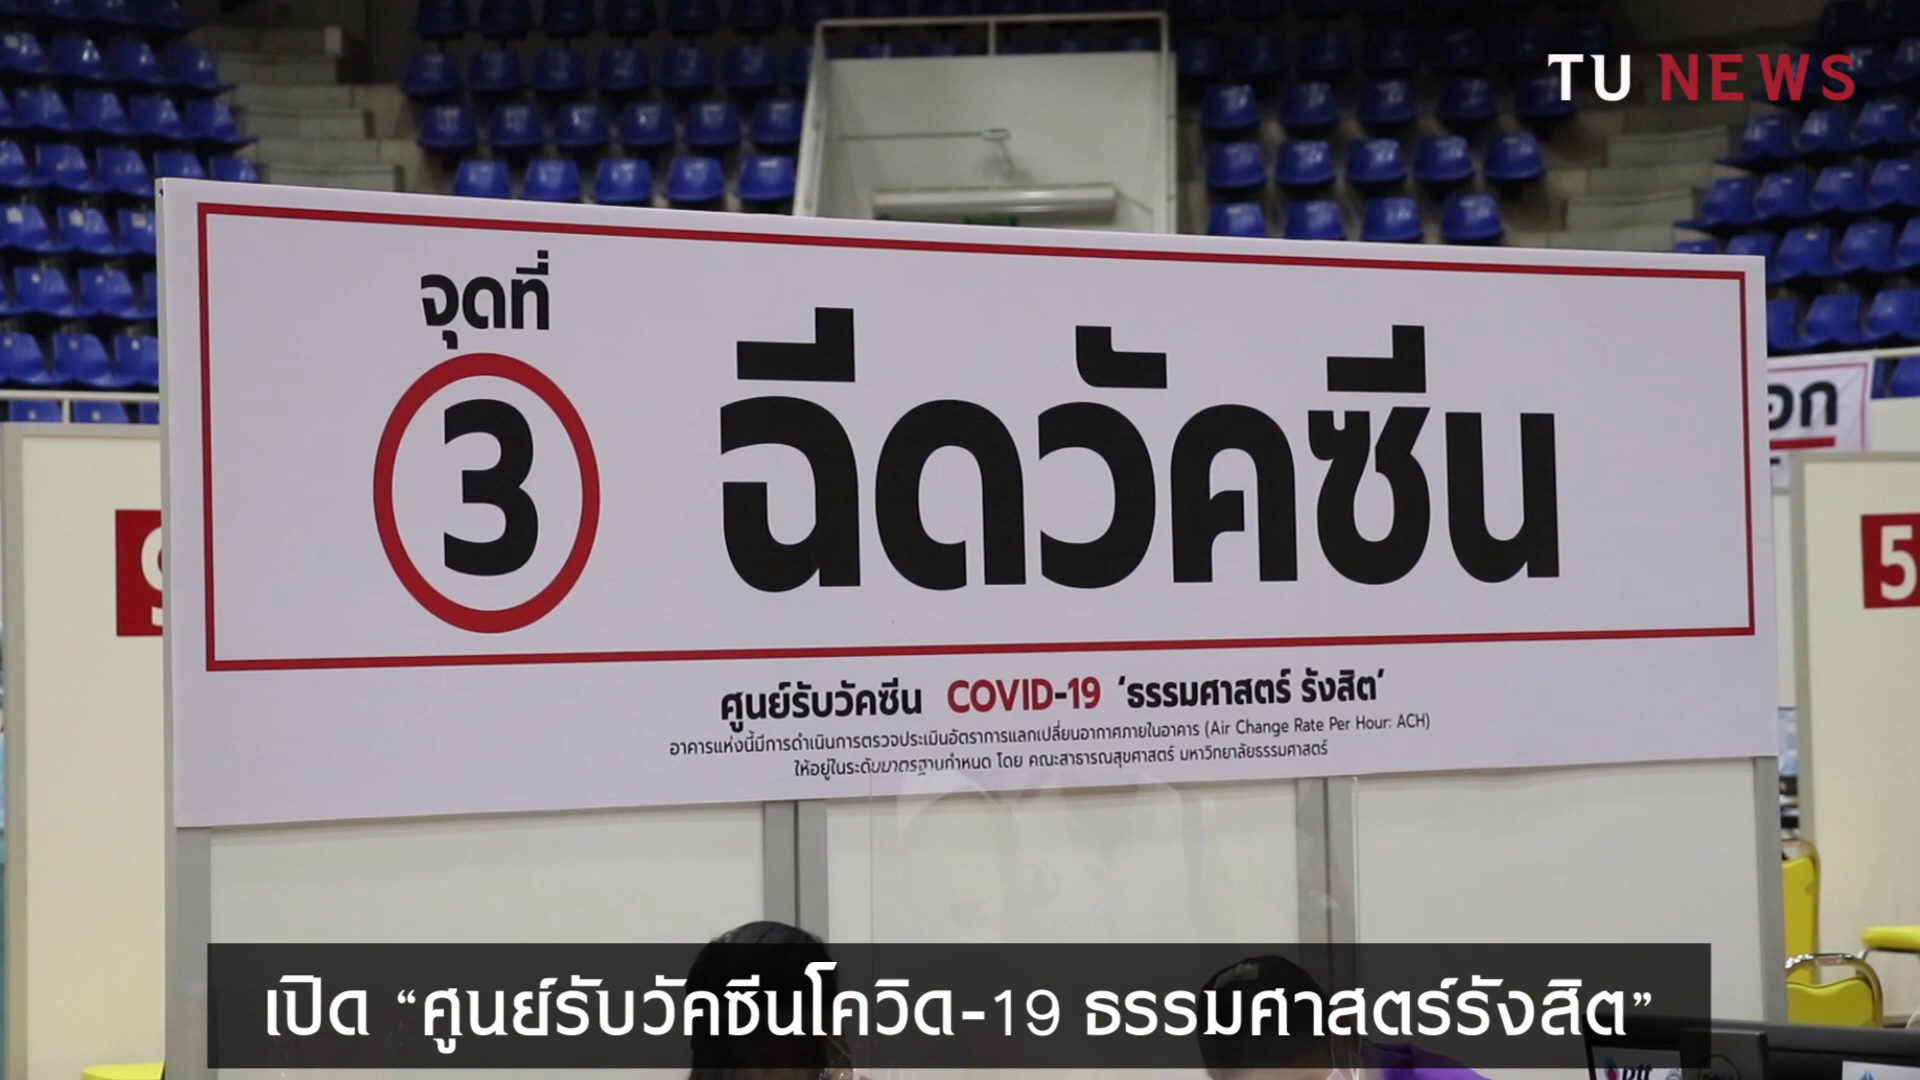 TU NEWS
จุดที่
3 ฉีดวัคซีน
5
ศูนย์รับวัคซีน COVID-19 ‘ธรรมศาสตร์ รังสิต’
อาคารแห่งนี้มีการดำเนินการตรวจประเมินอัตราการแลกเปลี่ยนอากาศภายในอาคาร (Air Change Rate Per Hour: ACH)
ให้อยู่ในระดับมาตรฐานกำหนด โดย คณะสาธารณสุขศาสตร์ มหาวิทยาลัยธรรมศาสตร์
เปิด “ศูนย์รับวัคซีนโควิด-19 ธรรมศาสตร์รังสิต”
ptt